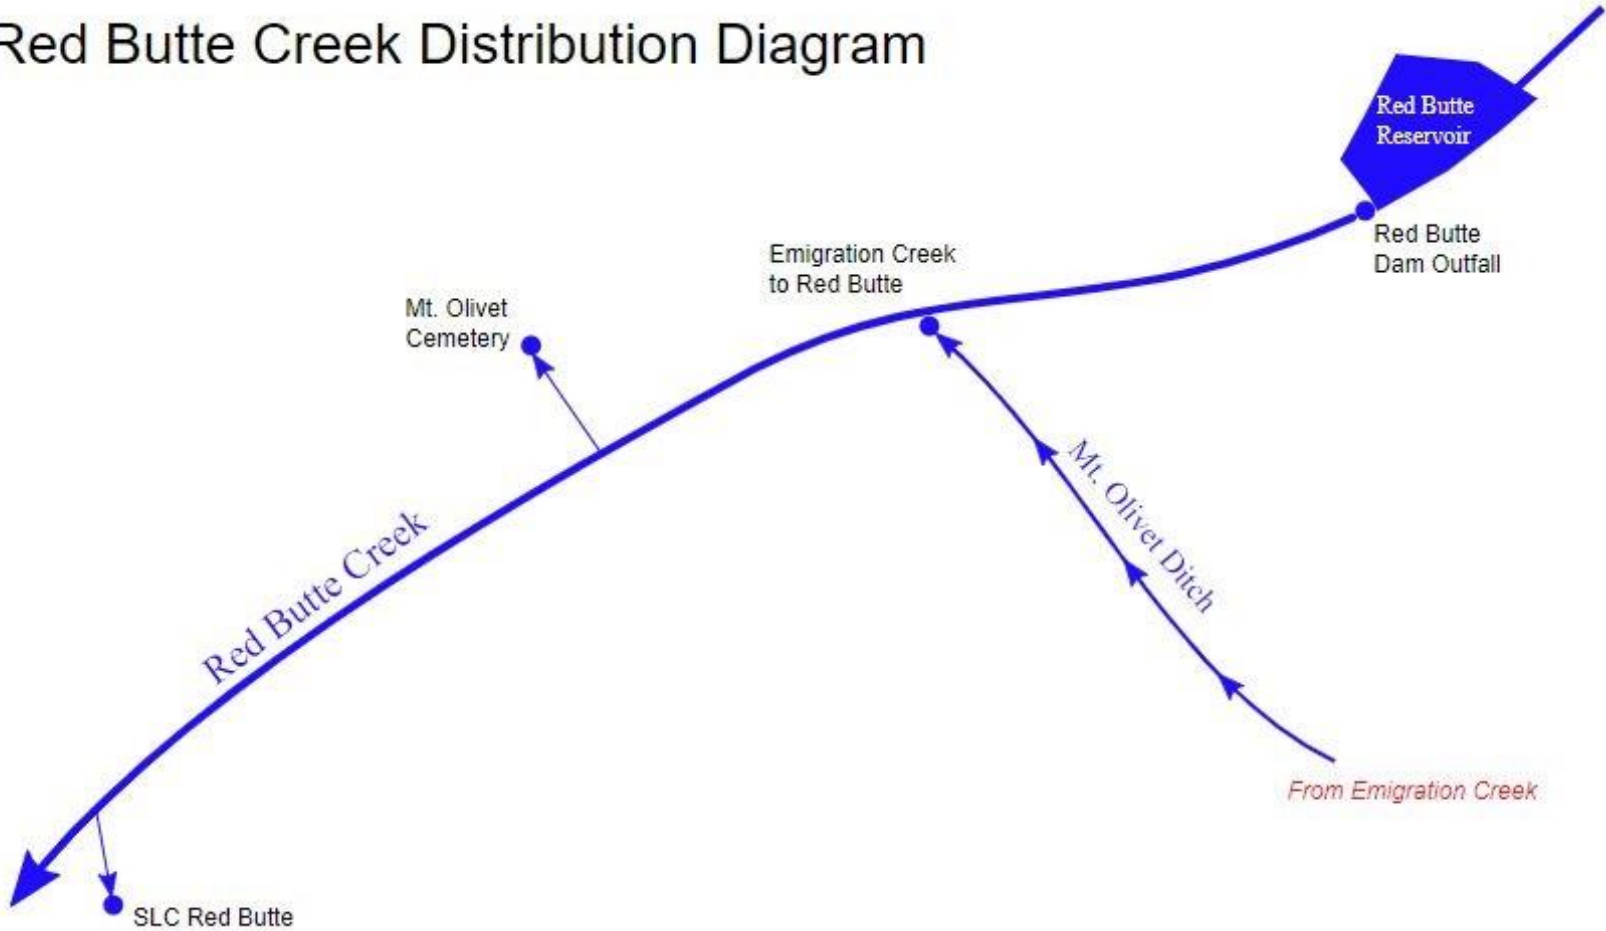 Red Butte Creek Distribution Diagram
Red Butte
Reservoir
Red Butte
Dam Outfall
Emigration Creek
to Red Butte
Mt. Olivet
Cemetery
Mt. Olivet Ditch
Red Butte Creek
From Emigration Creek
SLC Red Butte